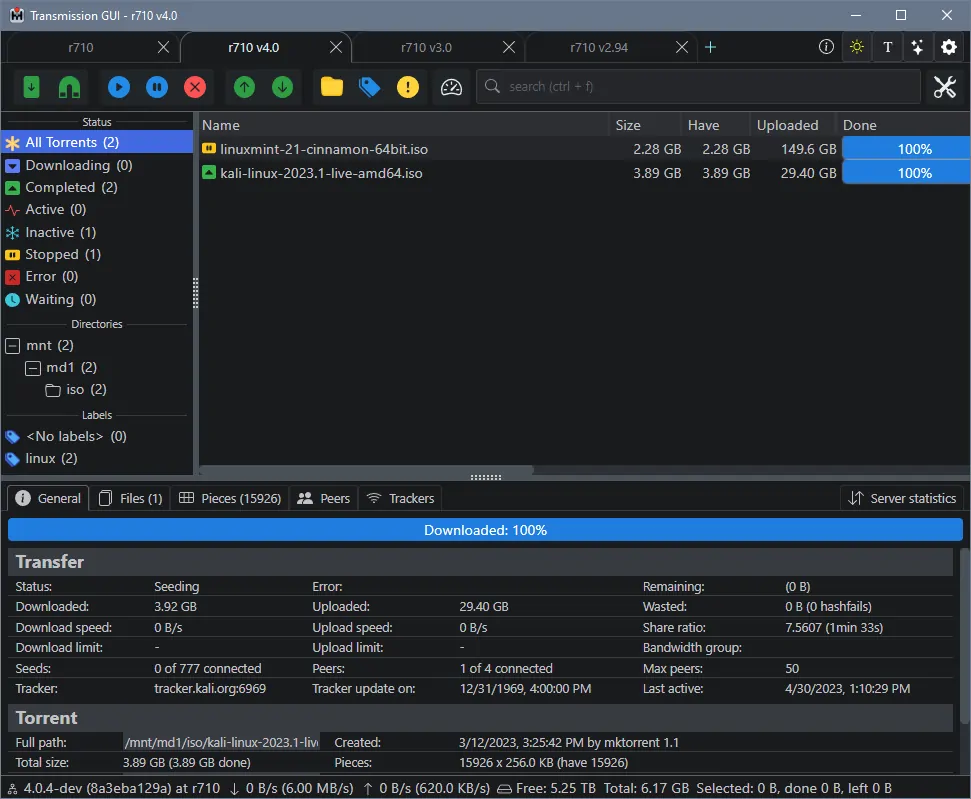 Transmission GUI - r710 v4.0
r710 r710 v4.0 r710 v3.0 r710 v2.94
T
search (ctrl + f)
Status
All Torrents (2)
Downloading (0)
Completed (2)
Active (0)
Inactive (1)
Stopped (1)
Error (0)
Waiting (0)
Directories
mnt (2)
md1 (2)
iso (2)
Labels
<No labels> (0)
linux (2)
Name Size Have Uploaded Done
linuxmint-21-cinnamon-64bit.iso 2.28 GB 2.28 GB 149.6 GB 100%
kali-linux-2023.1-live-amd64.iso 3.89 GB 3.89 GB 29.40 GB 100%
General Files (1) Pieces (15926) Peers Trackers Server statistics
Downloaded: 100%
Transfer
Status: Seeding Error: Remaining: (0 B)
Downloaded: 3.92 GB Uploaded: 29.40 GB Wasted: 0 B (0 hashfails)
Download speed: 0 B/s Upload speed: 0 B/s Share ratio: 7.5607 (1min 33s)
Download limit: - Upload limit: - Bandwidth group:
Seeds: 0 of 777 connected Peers: 1 of 4 connected Max peers: 50
Tracker: tracker.kali.org:6969 Tracker update on: 12/31/1969, 4:00:00 PM Last active: 4/30/2023, 1:10:29 PM
Torrent
Full path: /mnt/md1/iso/kali-linux-2023.1-liv Created: 3/12/2023, 3:25:42 PM by mktorrent 1.1
Total size: 3.89 GB (3.89 GB done) Pieces: 15926 x 256.0 KB (have 15926)
4.0.4-dev (8a3eba129a) at r710 ↓ 0 B/s (6.00 MB/s) ↑ 0 B/s (620.0 KB/s) Free: 5.25 TB Total: 6.17 GB Selected: 0 B, done 0 B, left 0 B